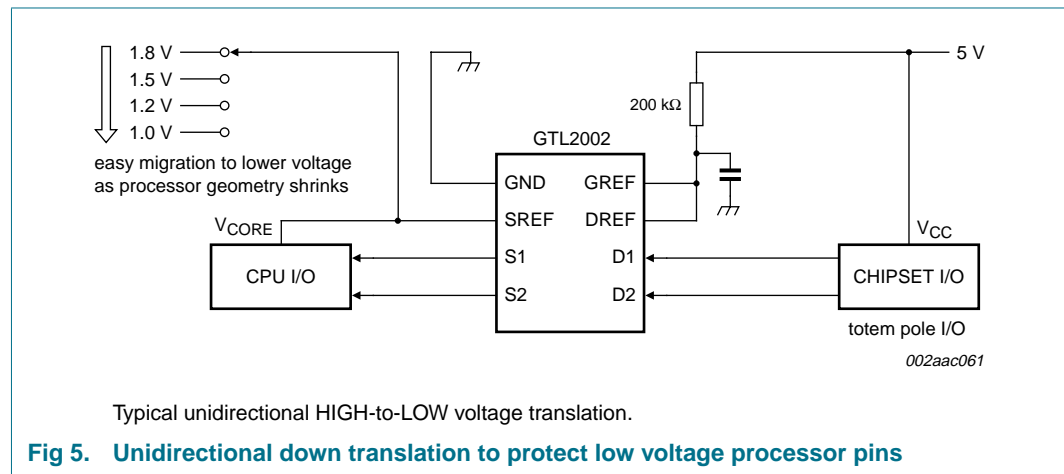 1.8 V
1.5 V
1.2 V
1.0 V
easy migration to lower voltage
as processor geometry shrinks
5 V
200 kΩ
GTL2002
GND GREF
SREF DREF
S1 D1
S2 D2
VCORE
CPU I/O
VCC
CHIPSET I/O
totem pole I/O
002aac061
Typical unidirectional HIGH-to-LOW voltage translation.
Fig 5. Unidirectional down translation to protect low voltage processor pins